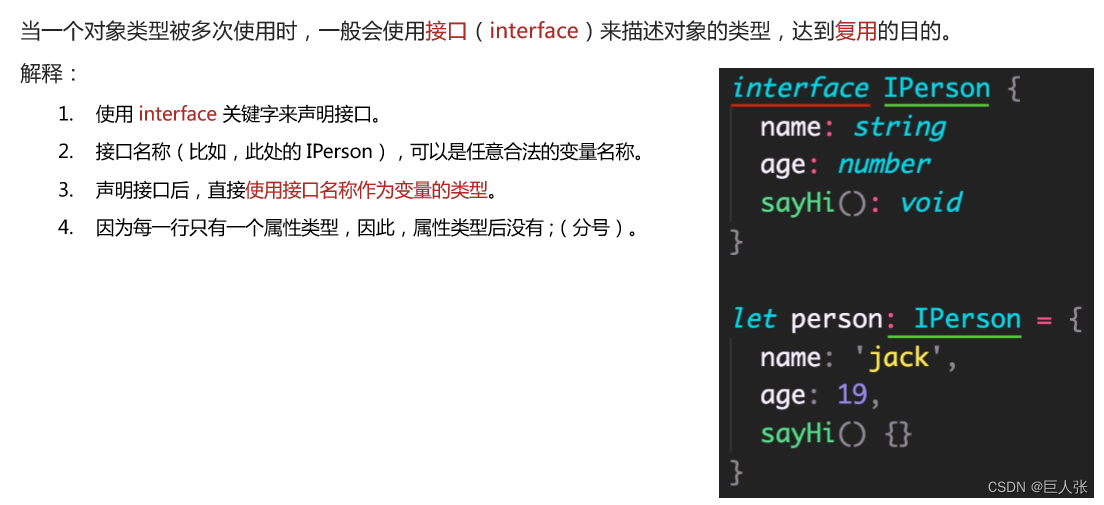 当一个对象类型被多次使用时，一般会使用接口（interface）来描述对象的类型，达到复用的目的。
解释：
1. 使用 interface 关键字来声明接口。
2. 接口名称（比如，此处的 IPerson），可以是任意合法的变量名称。
3. 声明接口后，直接使用接口名称作为变量的类型。
4. 因为每一行只有一个属性类型，因此，属性类型后没有 ;（分号）。
interface IPerson {
name: string
age: number
sayHi(): void
}
let person: IPerson = {
name: 'jack',
age: 19,
sayHi() {}
}
CSDN @巨人张